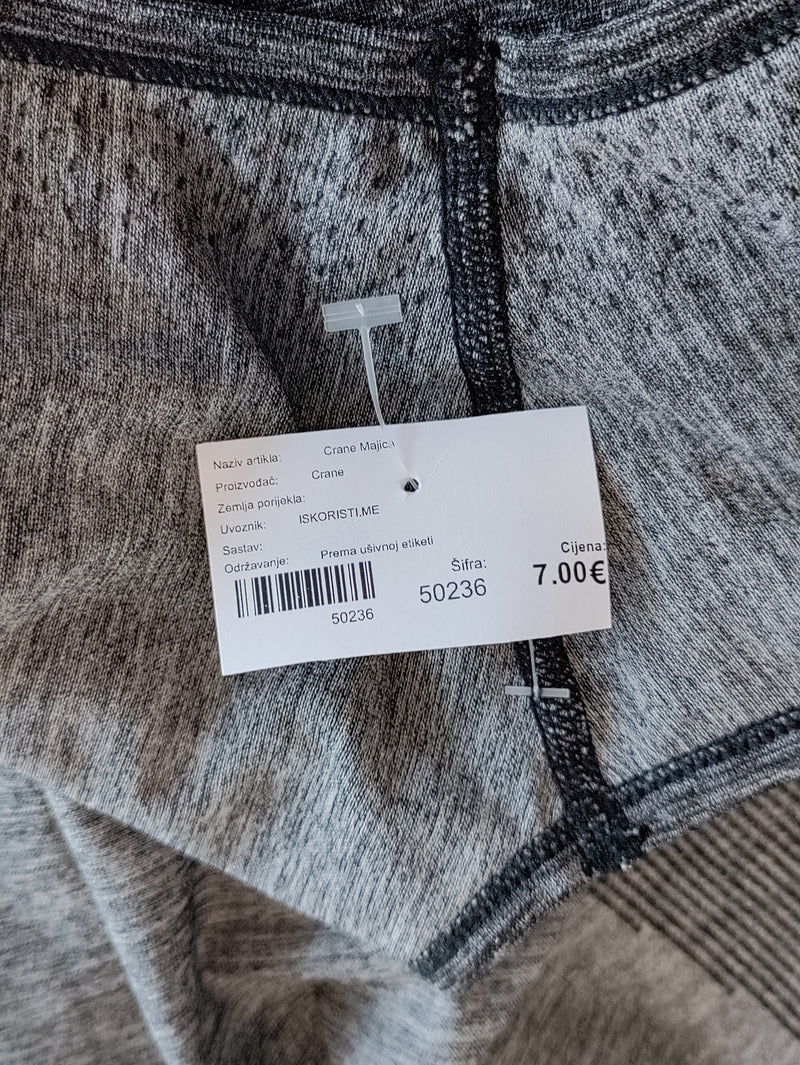 Naziv artikla: Crane Majica
Proizvođač: Crane
Zemlja porijekla:
Uvoznik: ISKORISTI.ME
Sastav:
Održavanje: Prema ušivnoj etiketi
50236
Šifra:
50236
Cijena:
7.00€